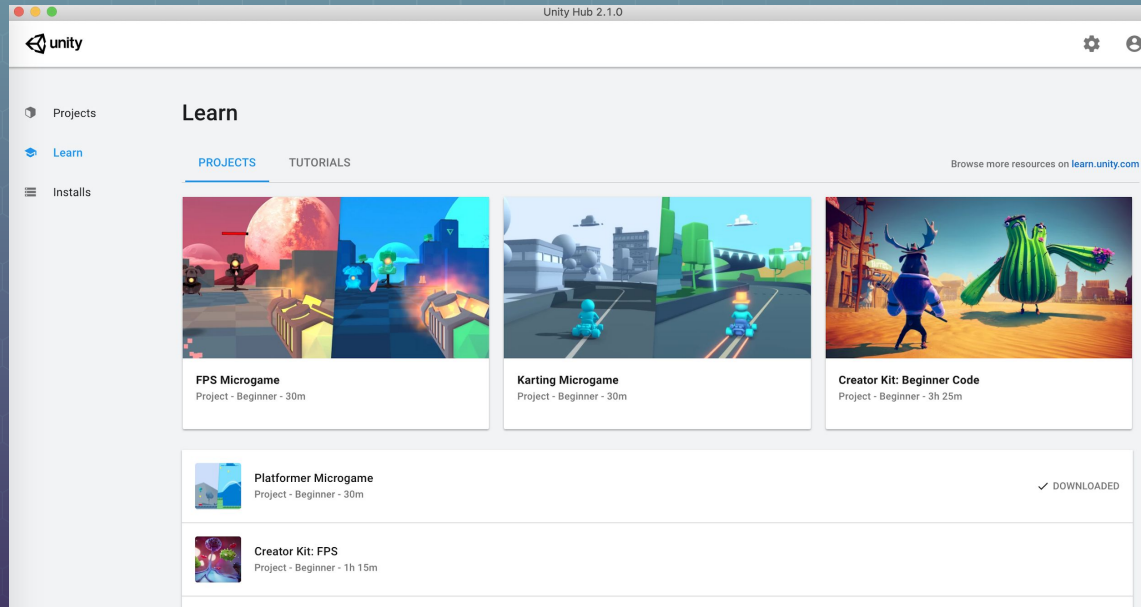 Unity Hub 2.1.0
unity
Projects
Learn
Installs
Learn
PROJECTS TUTORIALS
Browse more resources on learn.unity.com
FPS Microgame
Project - Beginner - 30m
Karting Microgame
Project - Beginner - 30m
Creator Kit: Beginner Code
Project - Beginner - 3h 25m
Platformer Microgame
Project - Beginner - 30m
DOWNLOADED
Creator Kit: FPS
Project - Beginner - 1h 15m